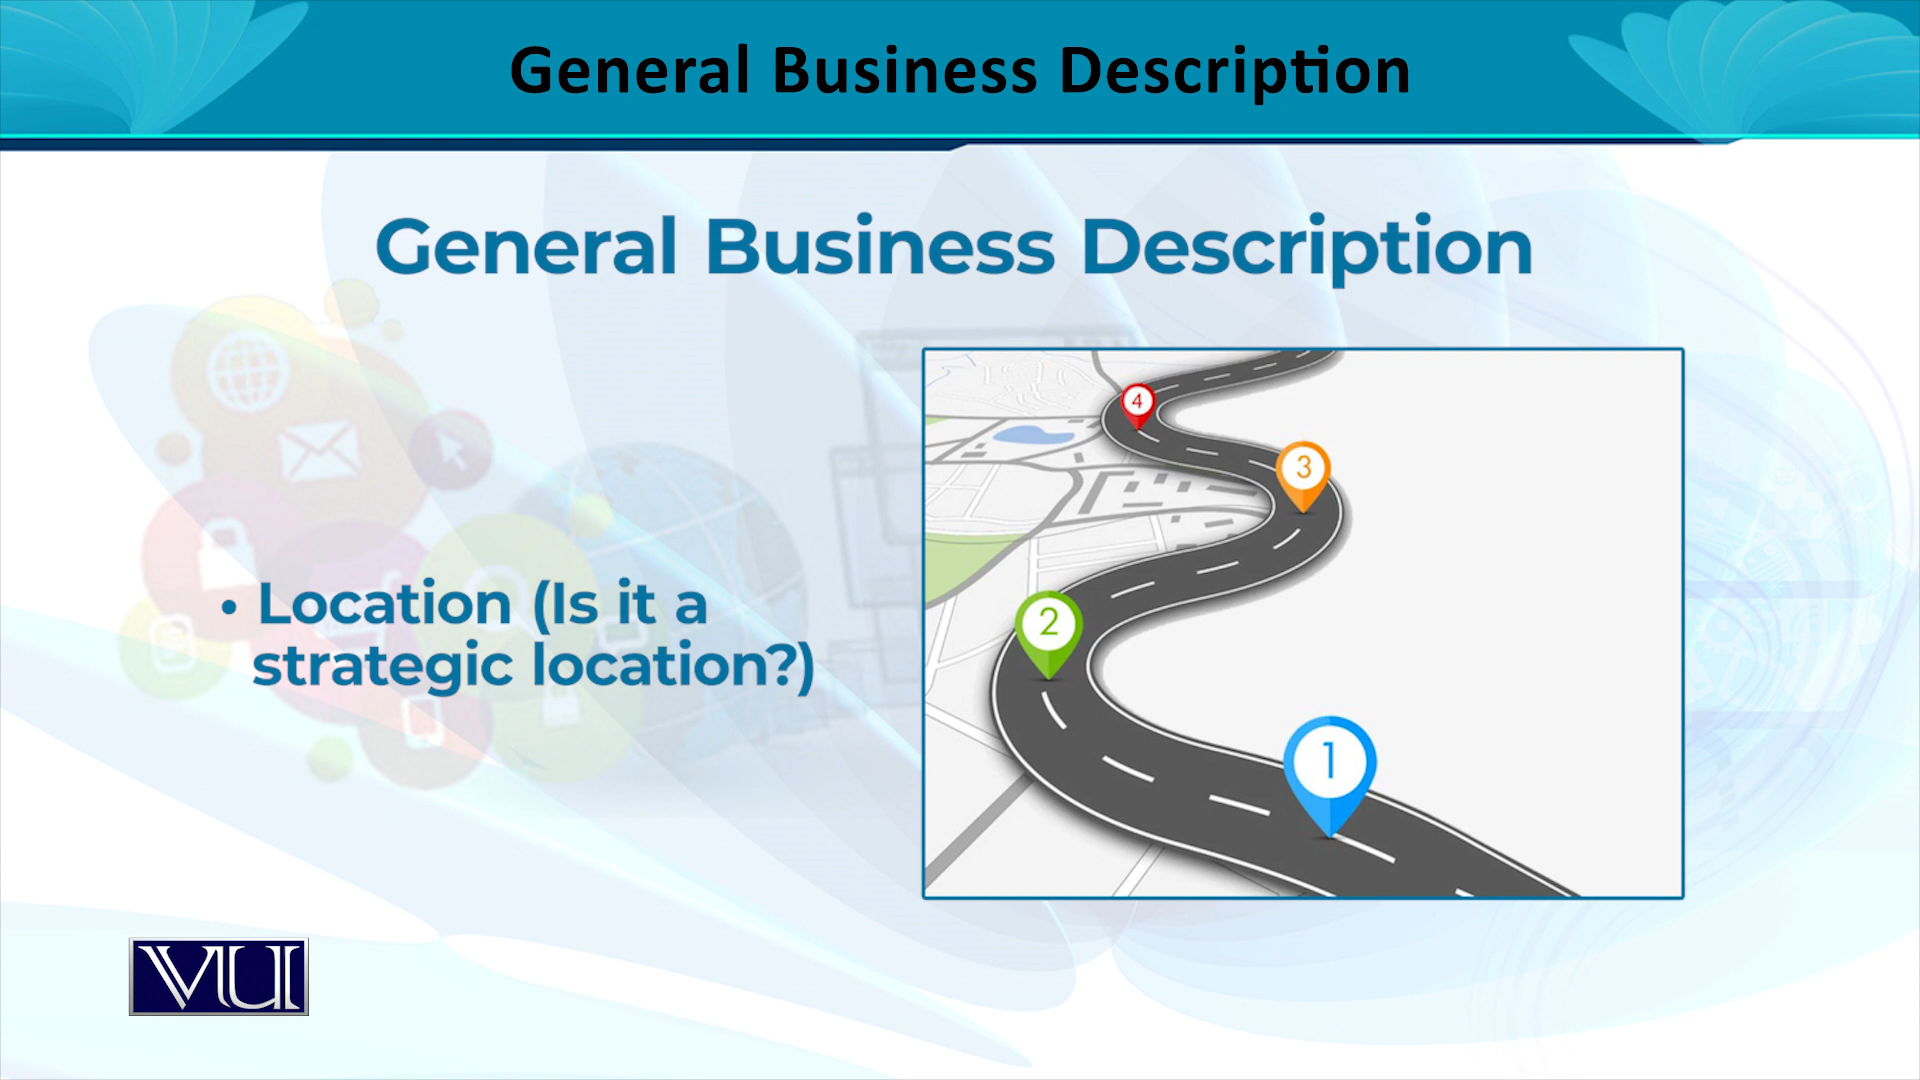 General Business Description
General Business Description
• Location (Is it a
strategic location?)
4
3
2
1
VU